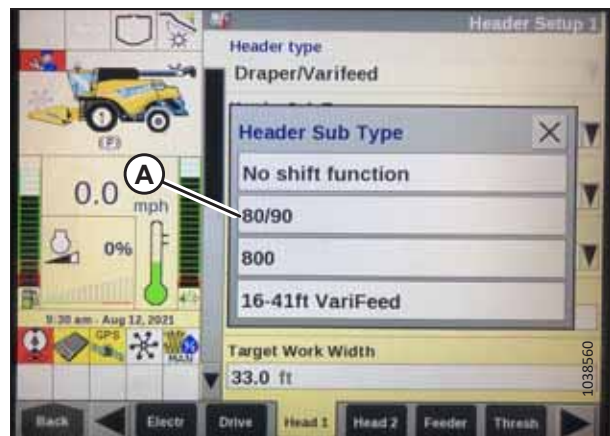 Header Setup 1
Header type
Draper/Varifeed
Header Sub Type
No shift function
80/90
800
16-41ft VariFeed
A
1
(P)
0.0 mph
0%
9:30 am - Aug 12, 2021
GPS
MAN
Target Work Width
33.0 ft
1038560
Back
Electr
Drive
Head 1
Head 2
Feeder
Thresh